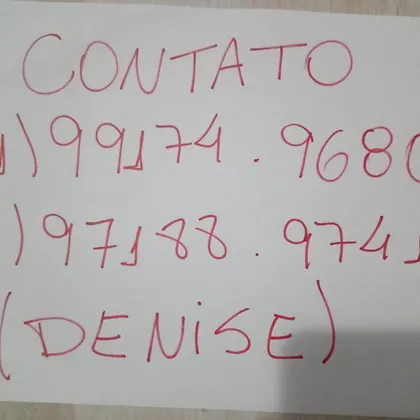 CONTATO
1) 99174.9680
) 97188.9741
(DENISE)